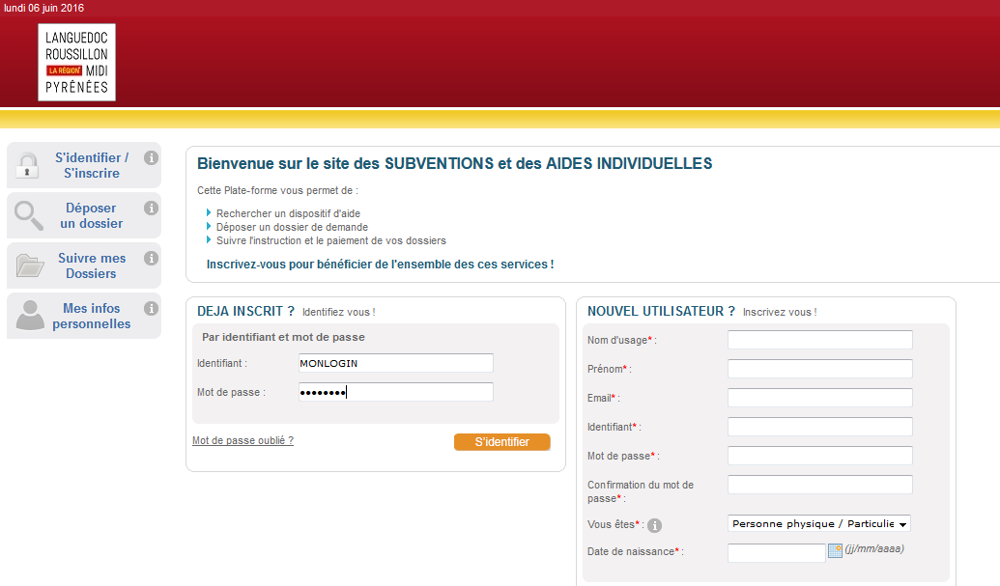 lundi 06 juin 2016
LANGUEDOC
ROUSSILLON
LA RÉGION MIDI
PYRÉNÉES
S'identifier /
S'inscrire
Déposer
un dossier
Suivre mes
Dossiers
Mes infos
personnelles
Bienvenue sur le site des SUBVENTIONS et des AIDES INDIVIDUELLES
Cette Plate-forme vous permet de :
Rechercher un dispositif d'aide
Déposer un dossier de demande
Suivre l'instruction et le paiement de vos dossiers
Inscrivez-vous pour bénéficier de l'ensemble des ces services !
DEJA INSCRIT ? Identifiez vous !
Par identifiant et mot de passe
Identifiant : MONLOGIN
Mot de passe : ••••••••
Mot de passe oublié ? S'identifier
NOUVEL UTILISATEUR ? Inscrivez vous !
Nom d'usage* :
Prénom* :
Email* :
Identifiant* :
Mot de passe* :
Confirmation du mot de
passe* :
Vous êtes* : Personne physique / Particulie
Date de naissance* : (jj/mm/aaaa)